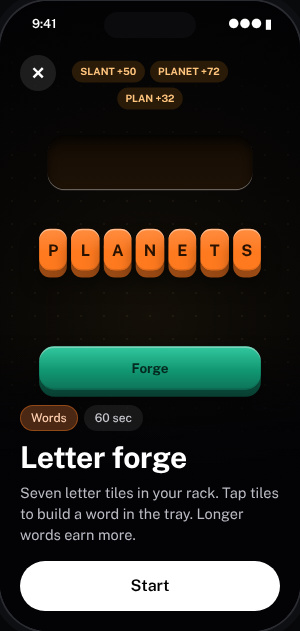 9:41
SLANT +50 PLANET +72
PLAN +32
P L A N E T S
Forge
Words 60 sec
Letter forge
Seven letter tiles in your rack. Tap tiles
to build a word in the tray. Longer
words earn more.
Start